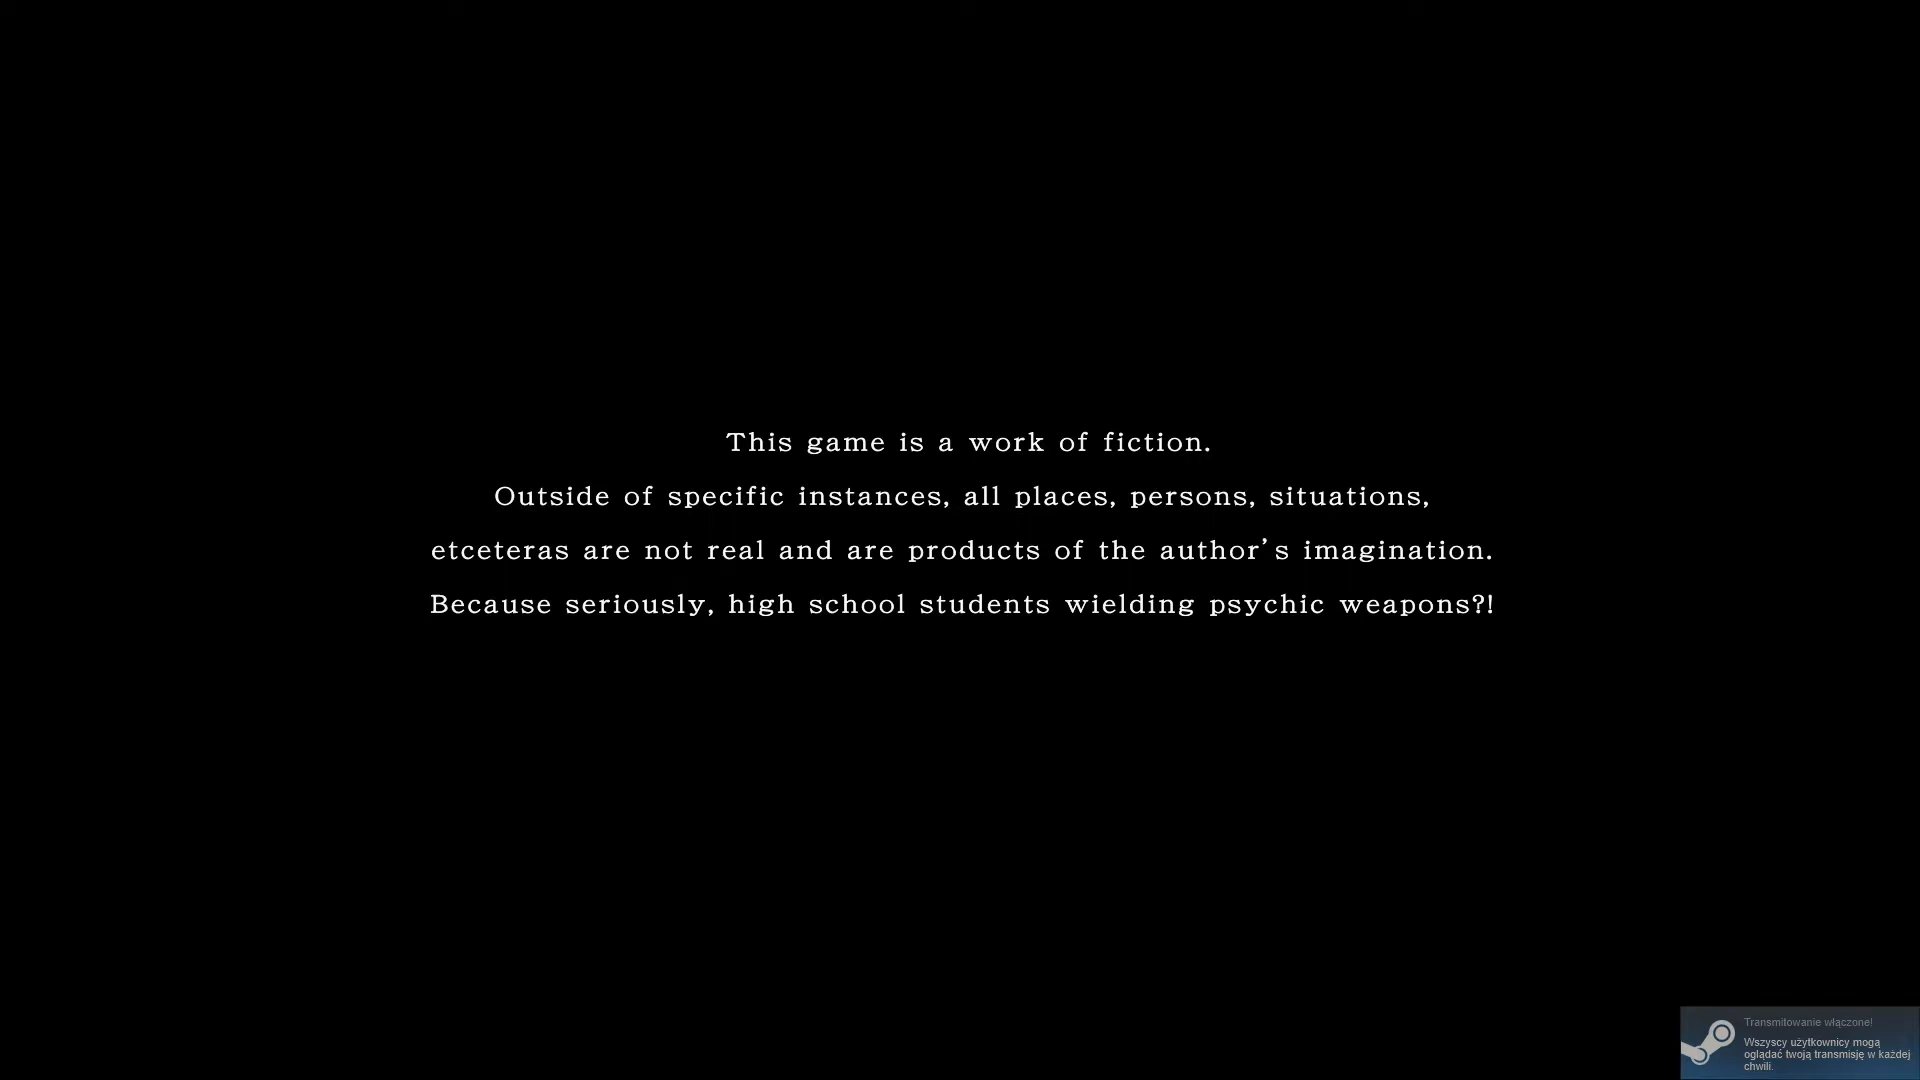 This game is a work of fiction.
Outside of specific instances, all places, persons, situations,
etceteras are not real and are products of the author's imagination.
Because seriously, high school students wielding psychic weapons?!
Transmitowanie włączone!
Wszyscy użytkownicy mogą
oglądać twoją transmisję w każdej
chwili.